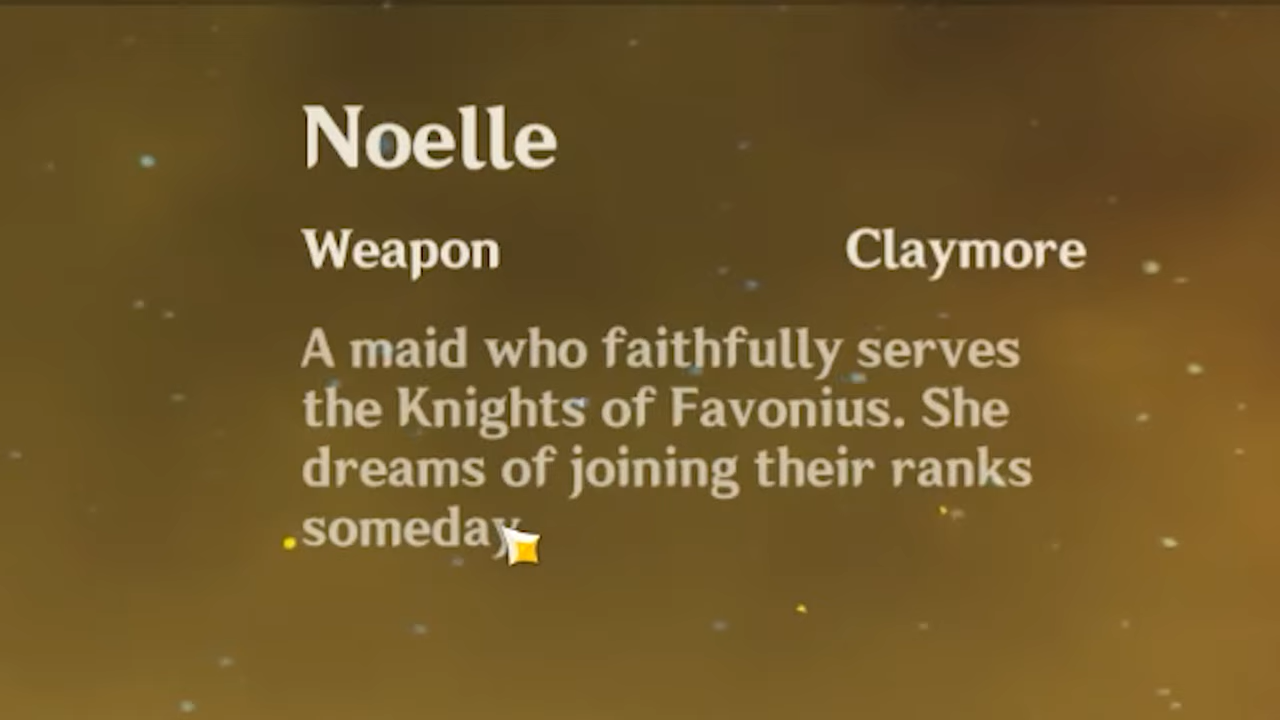 Noelle
Weapon Claymore
A maid who faithfully serves
the Knights of Favonius. She
dreams of joining their ranks
someday